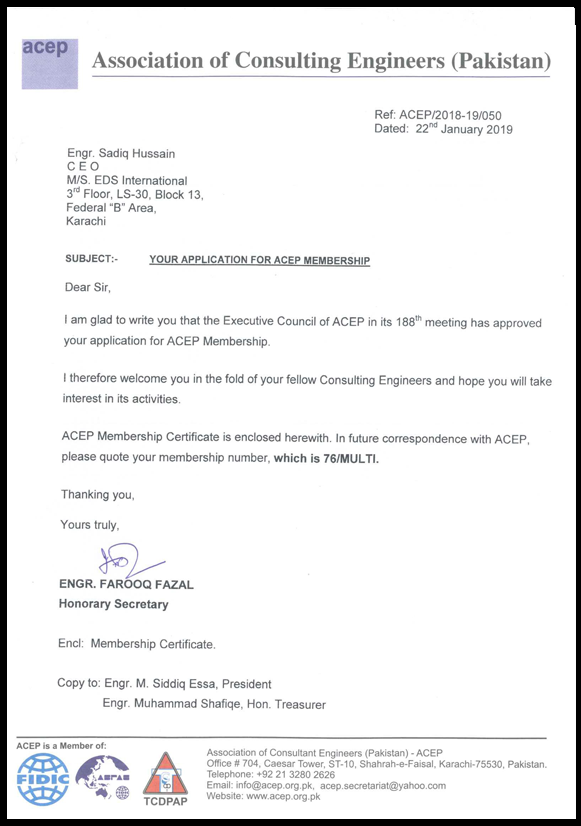 acep
Association of Consulting Engineers (Pakistan)
Ref: ACEP/2018-19/050
Dated: 22nd January 2019
Engr. Sadiq Hussain
C E O
M/S. EDS International
3rd Floor, LS-30, Block 13,
Federal "B" Area,
Karachi
SUBJECT:- YOUR APPLICATION FOR ACEP MEMBERSHIP
Dear Sir,
I am glad to write you that the Executive Council of ACEP in its 188th meeting has approved
your application for ACEP Membership.
I therefore welcome you in the fold of your fellow Consulting Engineers and hope you will take
interest in its activities.
ACEP Membership Certificate is enclosed herewith. In future correspondence with ACEP,
please quote your membership number, which is 76/MULTI.
Thanking you,
Yours truly,
ENGR. FAROOQ FAZAL
Honorary Secretary
Encl: Membership Certificate.
Copy to: Engr. M. Siddiq Essa, President
Engr. Muhammad Shafiqe, Hon. Treasurer
ACEP is a Member of:
FIDIC
TCDPAP
Association of Consultant Engineers (Pakistan) - ACEP
Office # 704, Caesar Tower, ST-10, Shahrah-e-Faisal, Karachi-75530, Pakistan.
Telephone: +92 21 3280 2626
Email: info@acep.org.pk, acep.secretariat@yahoo.com
Website: www.acep.org.pk